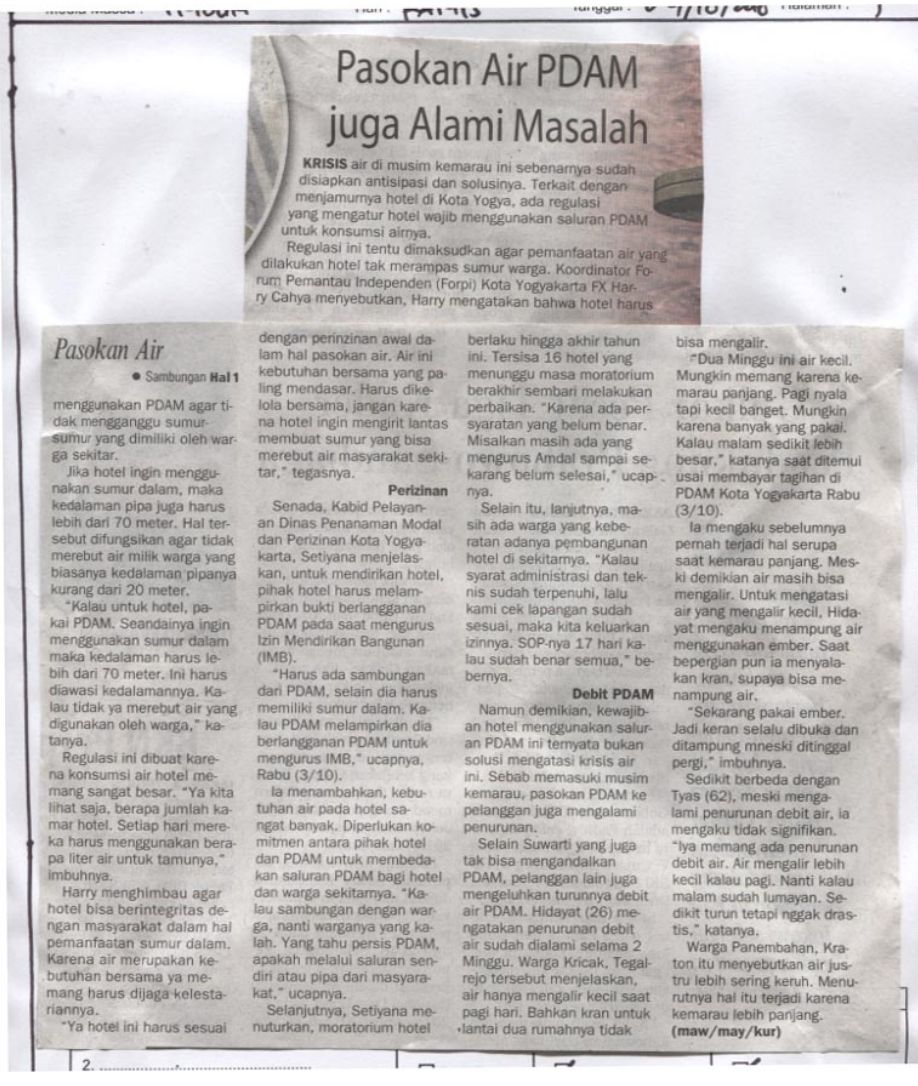 Pasokan Air PDAM
juga Alami Masalah
KRISIS air di musim kemarau ini sebenarnya sudah
disiapkan antisipasi dan solusinya. Terkait dengan
menjamurnya hotel di Kota Yogya, ada regulasi
yang mengatur hotel wajib menggunakan saluran PDAM
untuk konsumsi airnya.
Regulasi ini tentu dimaksudkan agar pemanfaatan air yang
dilakukan hotel tak merampas sumur warga. Koordinator Fo-
rum Pemantau Independen (Forpi) Kota Yogyakarta FX Har-
ry Cahya menyebutkan, Harry mengatakan bahwa hotel harus
Pasokan Air
● Sambungan Hal 1
menggunakan PDAM agar ti-
dak mengganggu sumur-
sumur yang dimiliki oleh war-
ga sekitar.
Jika hotel ingin menggu-
nakan sumur dalam, maka
kedalaman pipa juga harus
lebih dari 70 meter. Hal ter-
sebut difungsikan agar tidak
merebut air milik warga yang
biasanya kedalaman pipanya
kurang dari 20 meter.
"Kalau untuk hotel, pa-
kai PDAM. Seandainya ingin
menggunakan sumur dalam
maka kedalaman harus le-
bih dari 70 meter. Ini harus
diawasi kedalamannya. Ka-
lau tidak ya merebut air yang
digunakan oleh warga," ka-
tanya.
Regulasi ini dibuat kare-
na konsumsi air hotel me-
mang sangat besar. "Ya kita
lihat saja, berapa jumlah ka-
mar hotel. Setiap hari mere-
ka harus menggunakan bera-
pa liter air untuk tamunya,"
imbuhnya.
Harry menghimbau agar
hotel bisa berintegritas de-
ngan masyarakat dalam hal
pemanfaatan sumur dalam.
Karena air merupakan ke-
butuhan bersama ya me-
mang harus dijaga kelesta-
riannya.
"Ya hotel ini harus sesuai
dengan perinzinan awal da-
lam hal pasokan air. Air ini
kebutuhan bersama yang pa-
ling mendasar. Harus dike-
lola bersama, jangan kare-
na hotel ingin mengirit lantas
membuat sumur yang bisa
merebut air masyarakat seki-
tar," tegasnya.
Perizinan
Senada, Kabid Pelayan-
an Dinas Penanaman Modal
dan Perizinan Kota Yogya-
karta, Setiyana menjelas-
kan, untuk mendirikan hotel,
pihak hotel harus melam-
pirkan bukti berlangganan
PDAM pada saat mengurus
Izin Mendirikan Bangunan
(IMB).
"Harus ada sambungan
dari PDAM, selain dia harus
memiliki sumur dalam. Ka-
lau PDAM melampirkan dia
berlangganan PDAM untuk
mengurus IMB," ucapnya,
Rabu (3/10).
Ia menambahkan, kebu-
tuhan air pada hotel sa-
ngat banyak. Diperlukan ko-
mitmen antara pihak hotel
dan PDAM untuk membeda-
kan saluran PDAM bagi hotel
dan warga sekitarnya. "Ka-
lau sambungan dengan war-
ga, nanti warganya yang ka-
lah. Yang tahu persis PDAM,
apakah melalui saluran sen-
diri atau pipa dari masyara-
kat," ucapnya.
Selanjutnya, Setiyana me-
nuturkan, moratorium hotel
berlaku hingga akhir tahun
ini. Tersisa 16 hotel yang
menunggu masa moratorium
berakhir sembari melakukan
perbaikan. "Karena ada per-
syaratan yang belum benar.
Misalkan masih ada yang
mengurus Amdal sampai se-
karang belum selesai," ucap-
nya.
Selain itu, lanjutnya, ma-
sih ada warga yang kebe-
ratan adanya pembangunan
hotel di sekitarnya. "Kalau
syarat administrasi dan tek-
nis sudah terpenuhi, lalu
kami cek lapangan sudah
sesuai, maka kita keluarkan
izinnya. SOP-nya 17 hari ka-
lau sudah benar semua," be-
bernya.
Debit PDAM
Namun demikian, kewajib-
an hotel menggunakan salur-
an PDAM ini ternyata bukan
solusi mengatasi krisis air
ini. Sebab memasuki musim
kemarau, pasokan PDAM ke
pelanggan juga mengalami
penurunan.
Selain Suwarti yang juga
tak bisa mengandalkan
PDAM, pelanggan lain juga
mengeluhkan turunnya debit
air PDAM. Hidayat (26) me-
ngatakan penurunan debit
air sudah dialami selama 2
Minggu. Warga Kricak, Tegal-
rejo tersebut menjelaskan,
air hanya mengalir kecil saat
pagi hari. Bahkan kran untuk
lantai dua rumahnya tidak
bisa mengalir.
"Dua Minggu ini air kecil.
Mungkin memang karena ke-
marau panjang. Pagi nyala
tapi kecil banget. Mungkin
karena banyak yang pakai.
Kalau malam sedikit lebih
besar," katanya saat ditemui
usai membayar tagihan di
PDAM Kota Yogyakarta Rabu
(3/10).
Ia mengaku sebelumnya
pernah terjadi hal serupa
saat kemarau panjang. Mes-
ki demikian air masih bisa
mengalir. Untuk mengatasi
air yang mengalir kecil, Hida-
yat mengaku menampung air
menggunakan ember. Saat
bepergian pun ia menyala-
kan kran, supaya bisa me-
nampung air.
"Sekarang pakai ember.
Jadi keran selalu dibuka dan
ditampung mneski ditinggal
pergi," imbuhnya.
Sedikit berbeda dengan
Tyas (62), meski menga-
lami penurunan debit air, ia
mengaku tidak signifikan.
"Iya memang ada penurunan
debit air. Air mengalir lebih
kecil kalau pagi. Nanti kalau
malam sudah lumayan. Se-
dikit turun tetapi nggak dras-
tis," katanya.
Warga Panembahan, Kra-
ton itu menyebutkan air jus-
tru lebih sering keruh. Menu-
rutnya hal itu terjadi karena
kemarau lebih panjang.
(maw/may/kur)
2.